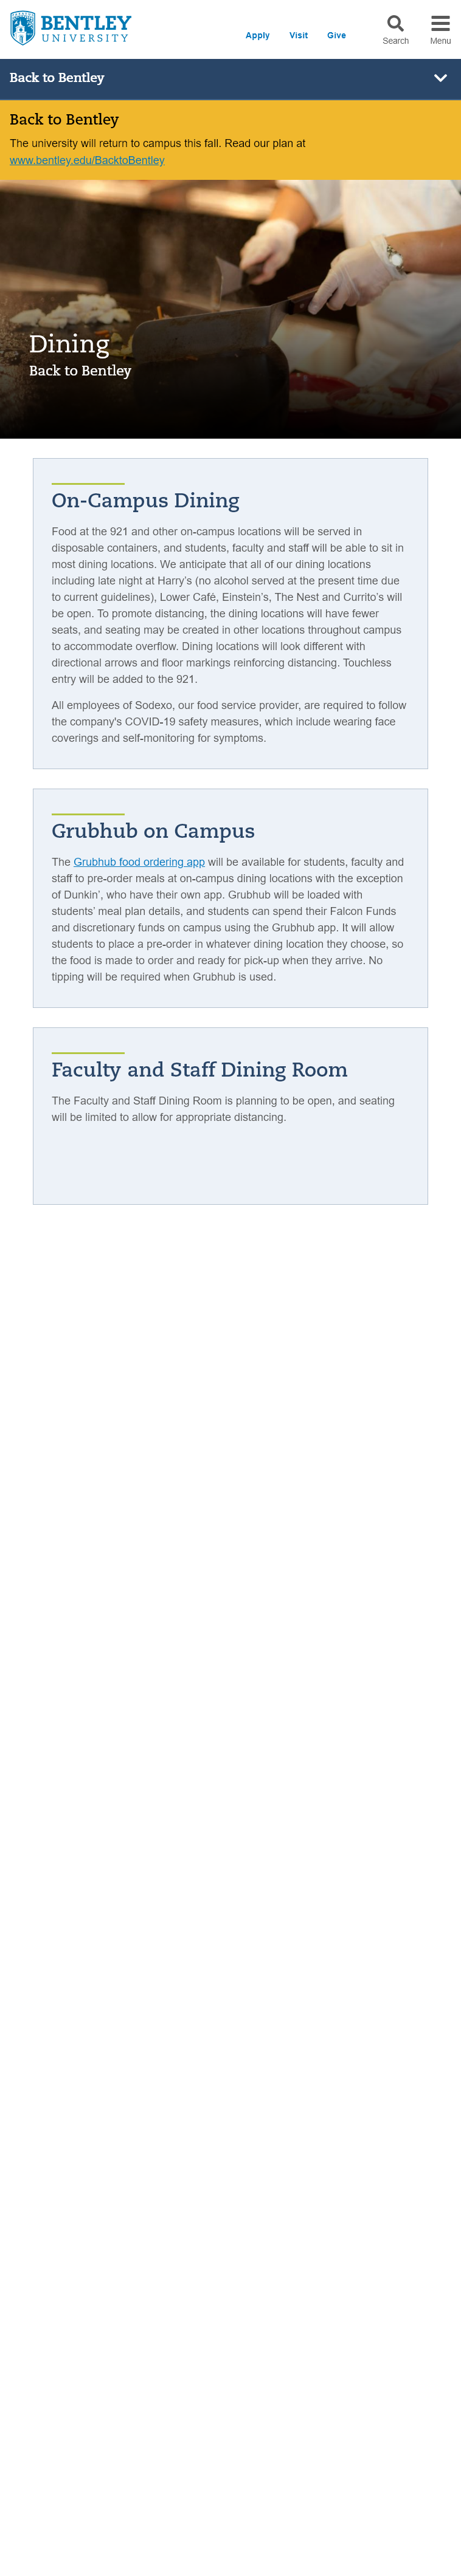 BENTLEY
UNIVERSITY
Apply Visit Give
Search Menu
Back to Bentley
Back to Bentley
The university will return to campus this fall. Read our plan at
www.bentley.edu/BacktoBentley
Dining
Back to Bentley
On-Campus Dining
Food at the 921 and other on-campus locations will be served in
disposable containers, and students, faculty and staff will be able to sit in
most dining locations. We anticipate that all of our dining locations
including late night at Harry's (no alcohol served at the present time due
to current guidelines), Lower Café, Einstein's, The Nest and Currito's will
be open. To promote distancing, the dining locations will have fewer
seats, and seating may be created in other locations throughout campus
to accommodate overflow. Dining locations will look different with
directional arrows and floor markings reinforcing distancing. Touchless
entry will be added to the 921.
All employees of Sodexo, our food service provider, are required to follow
the company's COVID-19 safety measures, which include wearing face
coverings and self-monitoring for symptoms.
Grubhub on Campus
The Grubhub food ordering app will be available for students, faculty and
staff to pre-order meals at on-campus dining locations with the exception
of Dunkin', who have their own app. Grubhub will be loaded with
students' meal plan details, and students can spend their Falcon Funds
and discretionary funds on campus using the Grubhub app. It will allow
students to place a pre-order in whatever dining location they choose, so
the food is made to order and ready for pick-up when they arrive. No
tipping will be required when Grubhub is used.
Faculty and Staff Dining Room
The Faculty and Staff Dining Room is planning to be open, and seating
will be limited to allow for appropriate distancing.